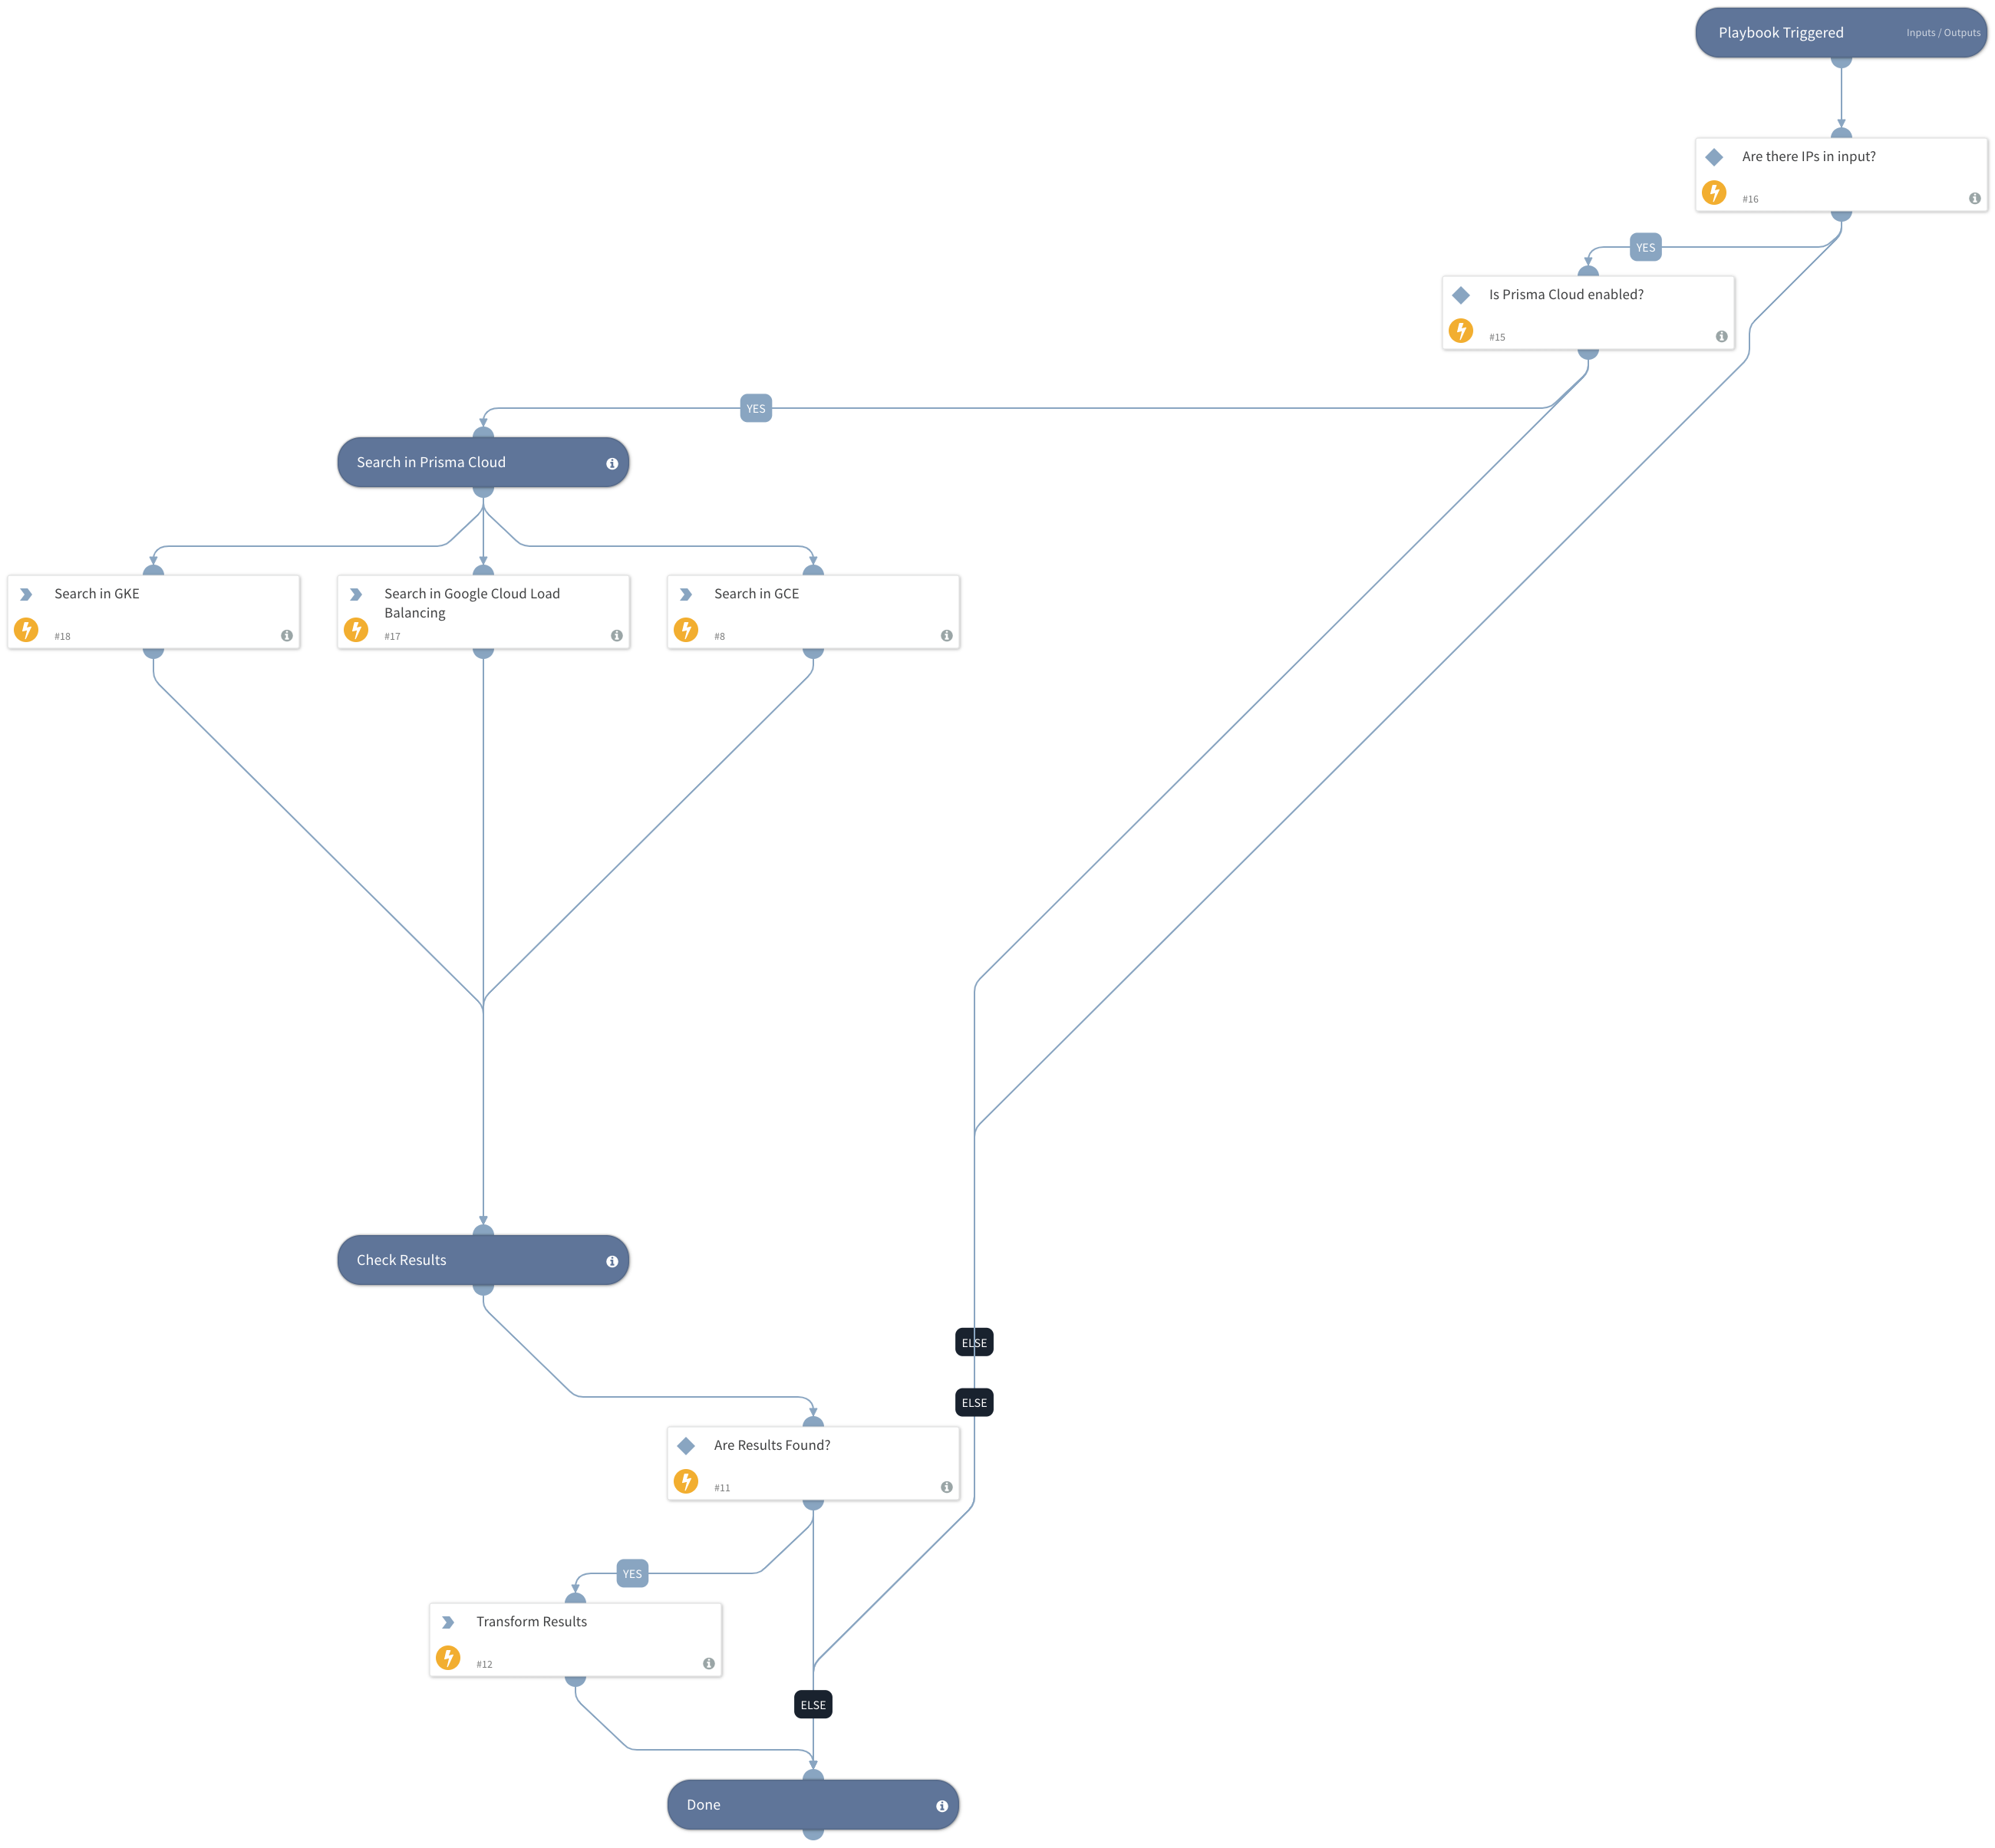 Playbook Triggered
Inputs / Outputs
Are there IPs in input?
#16
YES
Is Prisma Cloud enabled?
#15
YES
Search in Prisma Cloud
Search in GKE
#18
Search in Google Cloud Load
Balancing
#17
Search in GCE
#8
Check Results
ELSE
ELSE
Are Results Found?
#11
YES
Transform Results
#12
ELSE
Done